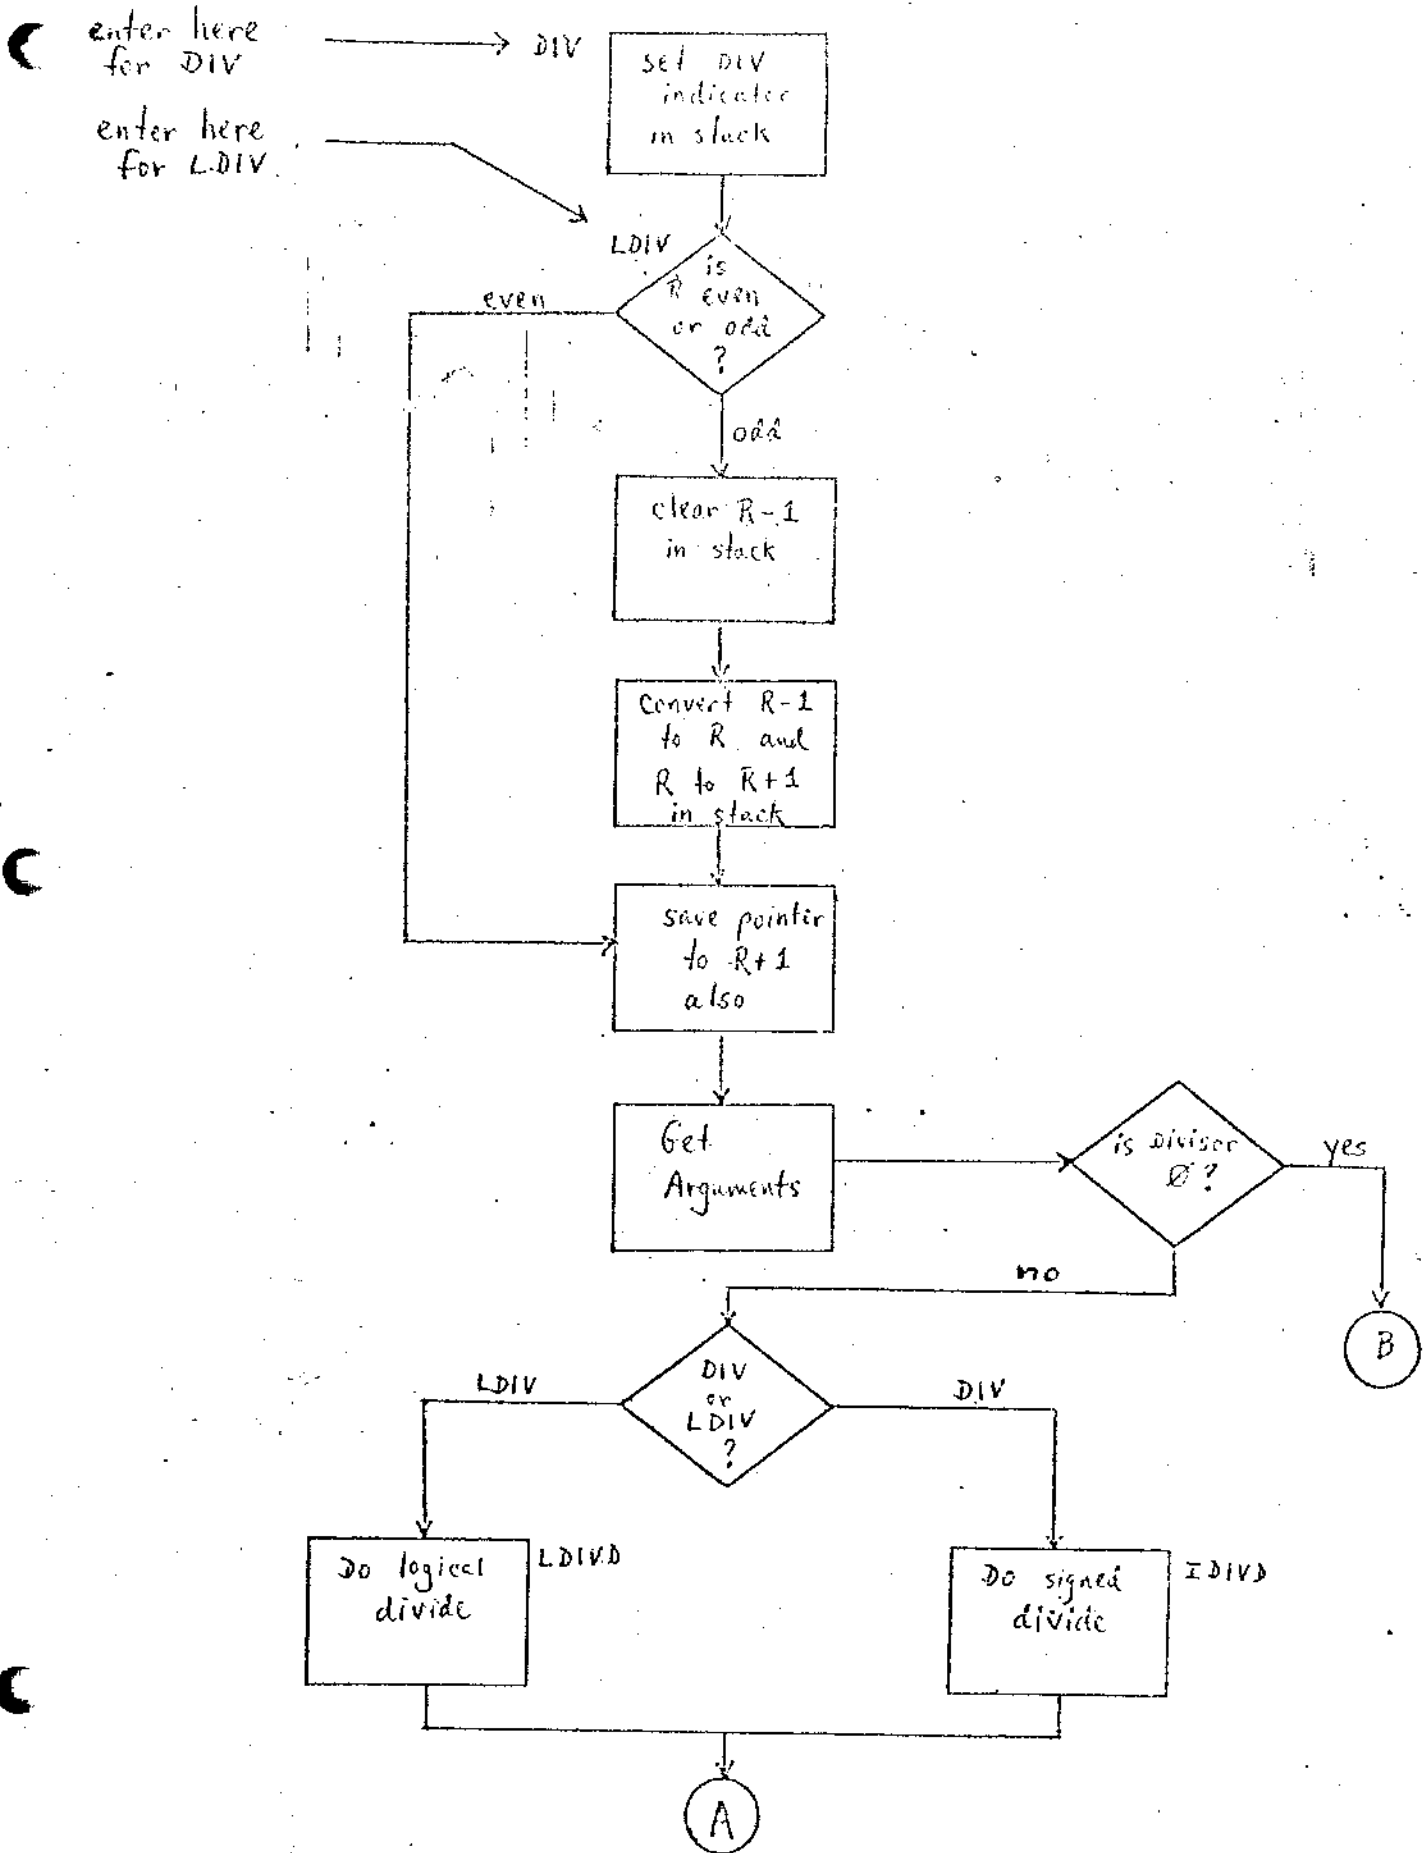 enter here
for DIV
DIV
set DIV
indicator
in stack
enter here
for LDIV
LDIV
is
R even
or odd
?
even
odd
clear R-1
in stack
convert R-1
to R and
R to R+1
in stack
save pointer
to R+1
also
Get
Arguments
is Divisor
Ø?
yes
no
B
DIV
or
LDIV
?
LDIV
DIV
Do logical
divide
LDIVD
Do signed
divide
IDIVD
A